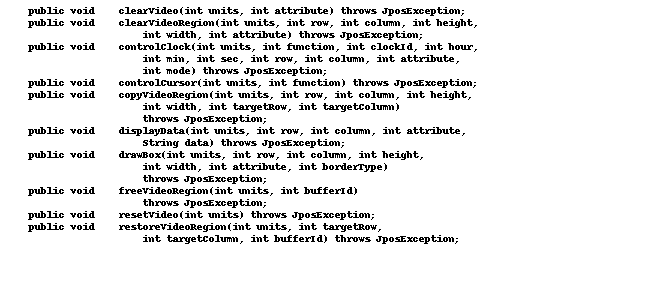 public void    clearVideo(int units, int attribute) throws JposException;
public void    clearVideoRegion(int units, int row, int column, int height,
                   int width, int attribute) throws JposException;
public void    controlClock(int units, int function, int clockId, int hour,
                   int min, int sec, int row, int column, int attribute,
                   int mode) throws JposException;
public void    controlCursor(int units, int function) throws JposException;
public void    copyVideoRegion(int units, int row, int column, int height,
                   int width, int targetRow, int targetColumn)
                   throws JposException;
public void    displayData(int units, int row, int column, int attribute,
                   String data) throws JposException;
public void    drawBox(int units, int row, int column, int height,
                   int width, int attribute, int borderType)
                   throws JposException;
public void    freeVideoRegion(int units, int bufferId)
                   throws JposException;
public void    resetVideo(int units) throws JposException;
public void    restoreVideoRegion(int units, int targetRow,
                   int targetColumn, int bufferId) throws JposException;